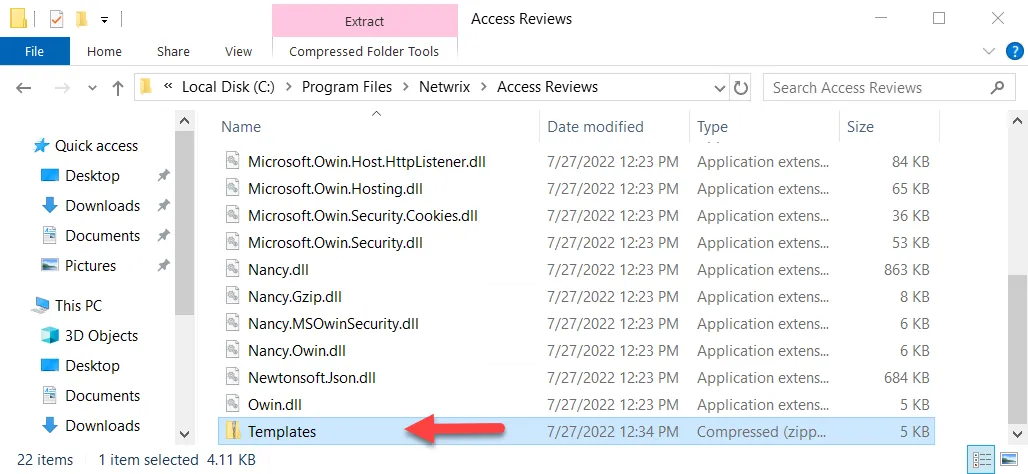 Extract
Access Reviews
File
Home
Share
View
Compressed Folder Tools
?
« Local Disk (C:) > Program Files > Netwrix > Access Reviews
Search Access Reviews
Name
Date modified
Type
Size
Quick access
Desktop
Downloads
Documents
Pictures
This PC
3D Objects
Desktop
Documents
Downloads
Microsoft.Owin.Host.HttpListener.dll 7/27/2022 12:23 PM Application extens... 84 KB
Microsoft.Owin.Hosting.dll 7/27/2022 12:23 PM Application extens... 65 KB
Microsoft.Owin.Security.Cookies.dll 7/27/2022 12:23 PM Application extens... 36 KB
Microsoft.Owin.Security.dll 7/27/2022 12:23 PM Application extens... 53 KB
Nancy.dll 7/27/2022 12:23 PM Application extens... 863 KB
Nancy.Gzip.dll 7/27/2022 12:23 PM Application extens... 8 KB
Nancy.MSOwinSecurity.dll 7/27/2022 12:23 PM Application extens... 6 KB
Nancy.Owin.dll 7/27/2022 12:23 PM Application extens... 6 KB
Newtonsoft.Json.dll 7/27/2022 12:23 PM Application extens... 684 KB
Owin.dll 7/27/2022 12:23 PM Application extens... 5 KB
Templates 7/27/2022 12:34 PM Compressed (zipp... 5 KB
22 items
1 item selected 4.11 KB